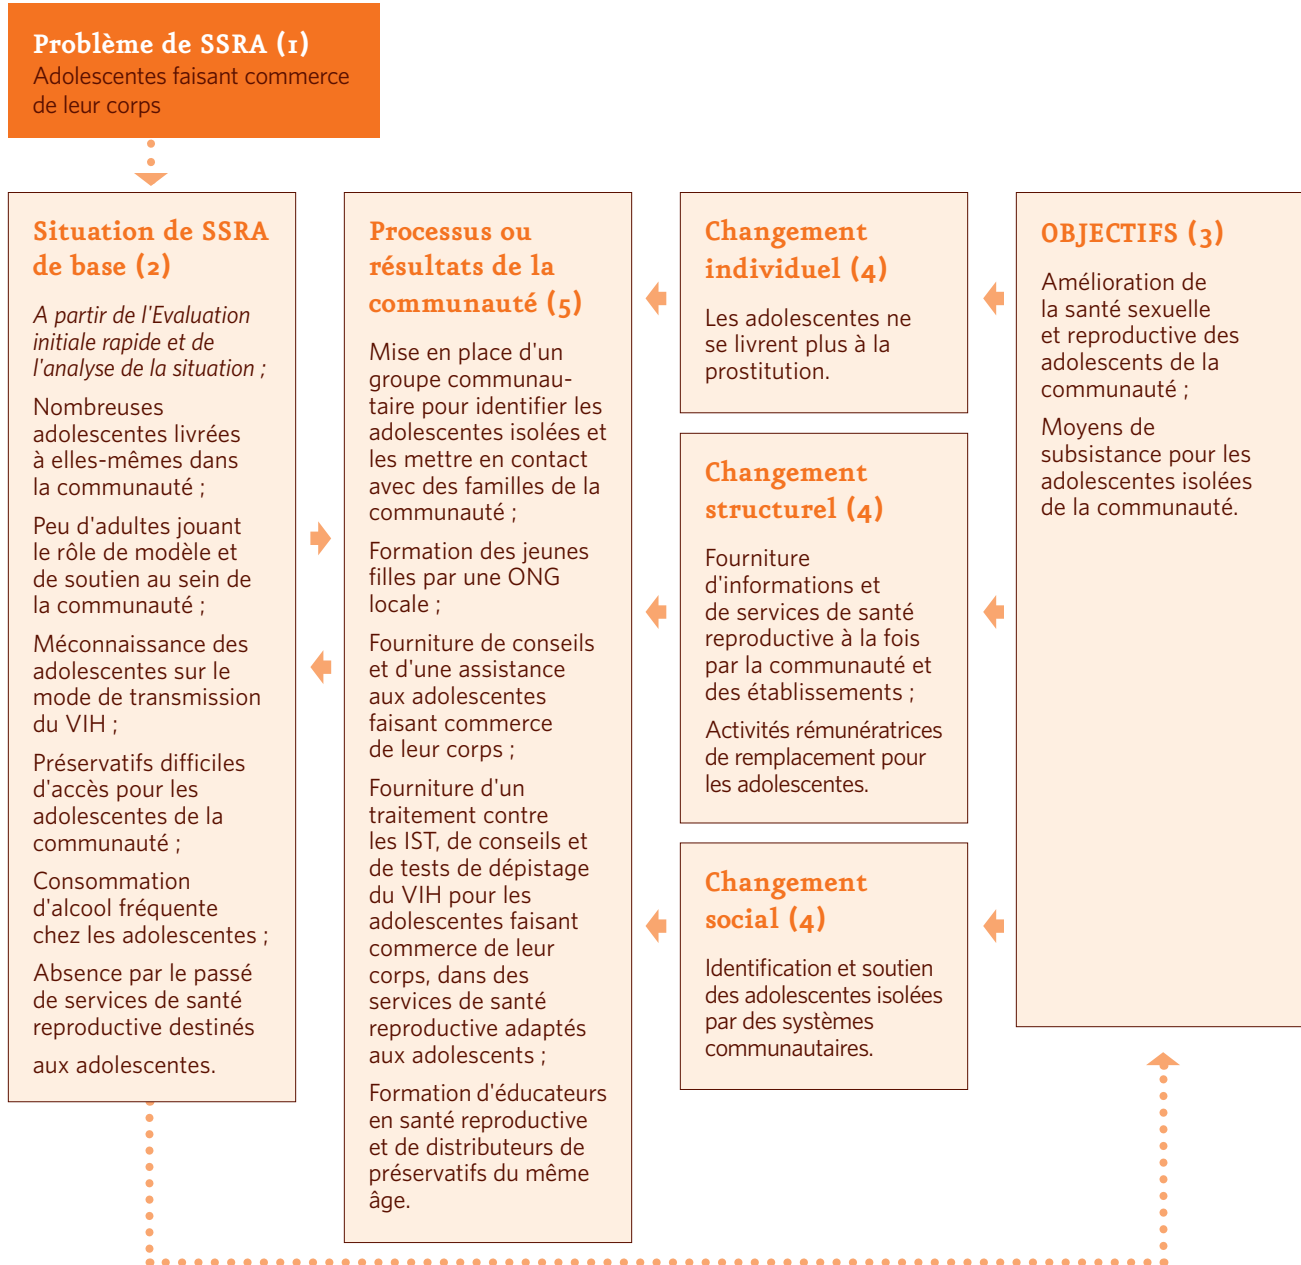 Problème de SSRA (1)
Adolescentes faisant commerce
de leur corps
Situation de SSRA
de base (2)
A partir de l'Evaluation
initiale rapide et de
l'analyse de la situation ;
Nombreuses
adolescentes livrées
à elles-mêmes dans
la communauté ;
Peu d'adultes jouant
le rôle de modèle et
de soutien au sein de
la communauté ;
Méconnaissance des
adolescentes sur le
mode de transmission
du VIH ;
Préservatifs difficiles
d'accès pour les
adolescentes de la
communauté ;
Consommation
d'alcool fréquente
chez les adolescentes ;
Absence par le passé
de services de santé
reproductive destinés
aux adolescentes.
Processus ou
résultats de la
communauté (5)
Mise en place d'un
groupe communau-
taire pour identifier les
adolescentes isolées et
les mettre en contact
avec des familles de la
communauté ;
Formation des jeunes
filles par une ONG
locale ;
Fourniture de conseils
et d'une assistance
aux adolescentes
faisant commerce
de leur corps ;
Fourniture d'un
traitement contre
les IST, de conseils et
de tests de dépistage
du VIH pour les
adolescentes faisant
commerce de leur
corps, dans des
services de santé
reproductive adaptés
aux adolescents ;
Formation d'éducateurs
en santé reproductive
et de distributeurs de
préservatifs du même
âge.
Changement
individuel (4)
Les adolescentes ne
se livrent plus à la
prostitution.
Changement
structurel (4)
Fourniture
d'informations et
de services de santé
reproductive à la fois
par la communauté et
des établissements ;
Activités rémunératrices
de remplacement pour
les adolescentes.
Changement
social (4)
Identification et soutien
des adolescentes isolées
par des systèmes
communautaires.
OBJECTIFS (3)
Amélioration de
la santé sexuelle
et reproductive des
adolescents de la
communauté ;
Moyens de
subsistance pour les
adolescentes isolées
de la communauté.